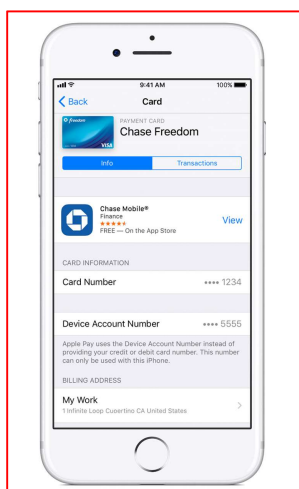 9:41 AM
100%
Back
Card
freedom
VISA
PAYMENT CARD
Chase Freedom
Info
Transactions
Chase Mobile®
Finance
FREE — On the App Store
View
CARD INFORMATION
Card Number
•••• 1234
Device Account Number
•••• 5555
Apple Pay uses the Device Account Number instead of
providing your credit or debit card number. This number
can only be used with this iPhone.
BILLING ADDRESS
My Work
1 Infinite Loop Cupertino CA United States